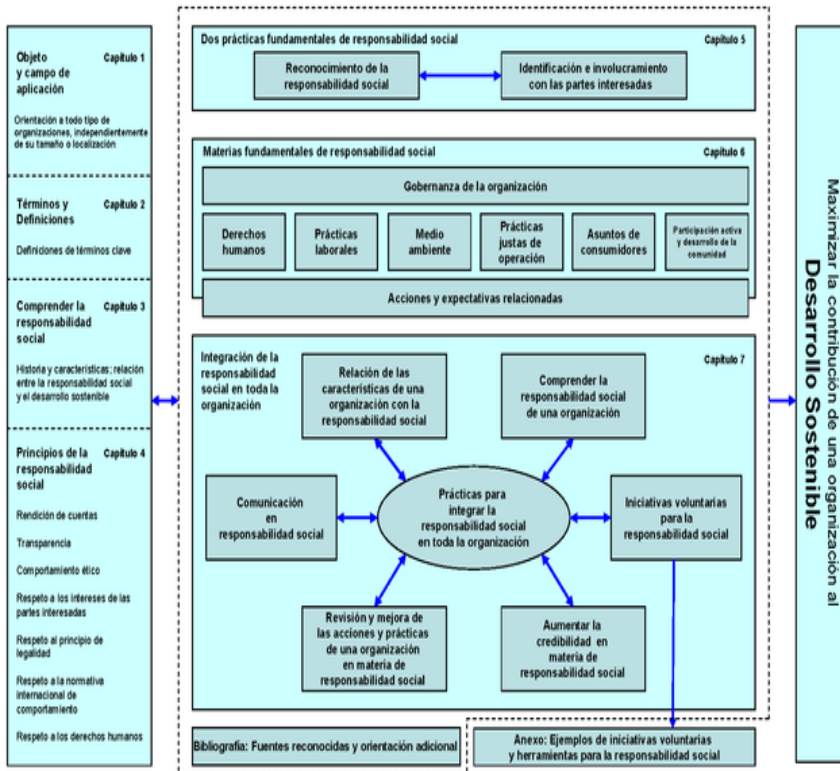 Objeto
y campo de
aplicación
Capítulo 1
Orientación a todo tipo de
organizaciones, independientemente
de su tamaño o localización
Términos y
Definiciones
Capítulo 2
Definiciones de términos clave
Comprender la
responsabilidad
social
Capítulo 3
Historia y características; relación
entre la responsabilidad social
y el desarrollo sostenible
Principios de la
responsabilidad
social
Capítulo 4
Rendición de cuentas
Transparencia
Comportamiento ético
Respeto a los intereses de las
partes interesadas
Respeto al principio de
legalidad
Respeto a la normativa
internacional de
comportamiento
Respeto a los derechos humanos
Dos prácticas fundamentales de responsabilidad social
Capítulo 5
Reconocimiento de la
responsabilidad social
Identificación e involucramiento
con las partes interesadas
Materias fundamentales de responsabilidad social
Capítulo 6
Gobernanza de la organización
Derechos
humanos
Prácticas
laborales
Medio
ambiente
Prácticas
justas de
operación
Asuntos de
consumidores
Participación activa
y desarrollo de la
comunidad
Acciones y expectativas relacionadas
Integración de la
responsabilidad
social en toda la
organización
Capítulo 7
Relación de las
características de una
organización con la
responsabilidad social
Comprender la
responsabilidad social
de una organización
Comunicación
en
responsabilidad social
Prácticas para
integrar la
responsabilidad social
en toda la organización
Iniciativas voluntarias
para la
responsabilidad social
Revisión y mejora de
las acciones y prácticas
de una organización
en materia de
responsabilidad social
Aumentar la
credibilidad en
materia de
responsabilidad social
Bibliografía: Fuentes reconocidas y orientación adicional
Anexo: Ejemplos de iniciativas voluntarias
y herramientas para la responsabilidad social
Maximizar la contribución de una organización al
Desarrollo Sostenible